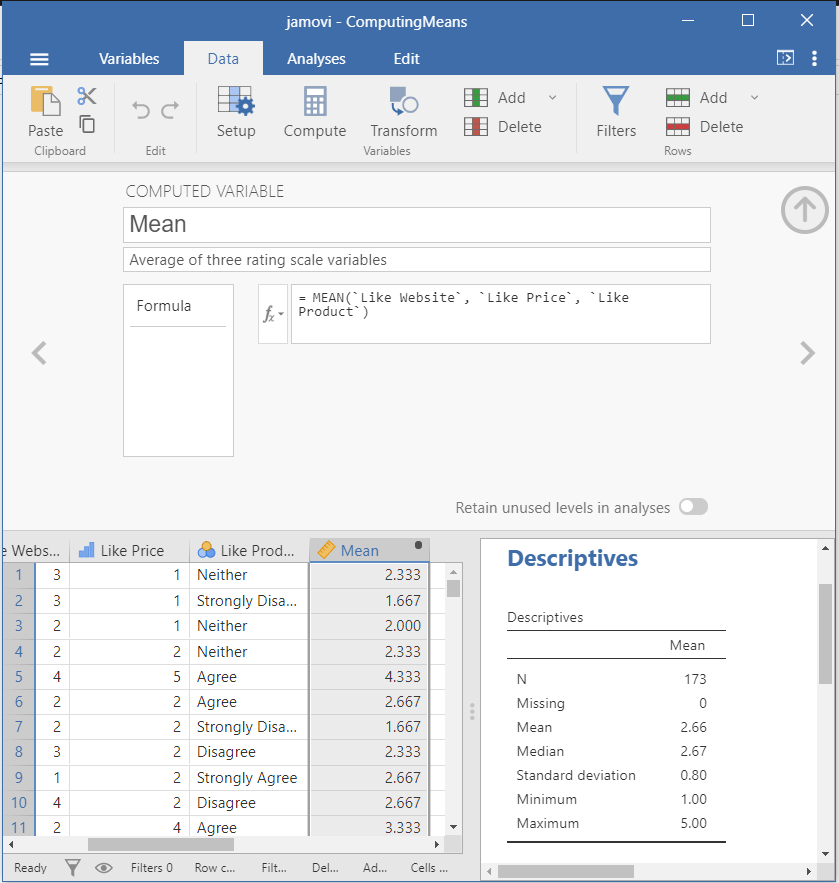 jamovi - ComputingMeans
Variables Data Analyses Edit
Paste Setup Compute Transform Add Delete Filters Add Delete
Clipboard Edit Variables Rows
COMPUTED VARIABLE
Mean
Average of three rating scale variables
Formula
fx
= MEAN(`Like Website`, `Like Price`, `Like
Product`)
Retain unused levels in analyses
e Webs... Like Price Like Prod... Mean
1 3 1 Neither 2.333
2 3 1 Strongly Disa... 1.667
3 2 1 Neither 2.000
4 2 2 Neither 2.333
5 4 5 Agree 4.333
6 2 2 Agree 2.667
7 2 2 Strongly Disa... 1.667
8 3 2 Disagree 2.333
9 1 2 Strongly Agree 2.667
10 4 2 Disagree 2.667
11 2 4 Agree 3.333
Descriptives
Descriptives
Mean
N 173
Missing 0
Mean 2.66
Median 2.67
Standard deviation 0.80
Minimum 1.00
Maximum 5.00
Ready Filters 0 Row c... Filt... Del... Ad... Cells ...